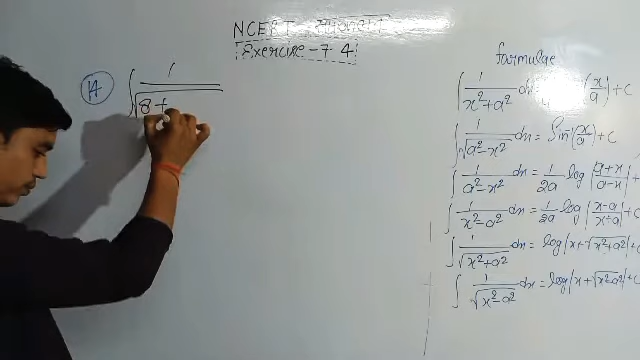 NCERT समाकलन
Exercise - 7.4
14 ∫ 1/√8 +
formulae
∫ 1/(x²+a²) dx = (x/a) + C
∫ 1/√(a²-x²) dx = Sin⁻¹(x/a) + C
∫ 1/(a²-x²) dx = 1/2a log |(a+x)/(a-x)| +
∫ 1/(x²-a²) dx = 1/2a log |(x-a)/(x+a)| + C
∫ 1/√(x²+a²) dx = log |x + √(x²+a²)| + C
∫ 1/√(x²-a²) dx = log |x + √(x²-a²)| + C